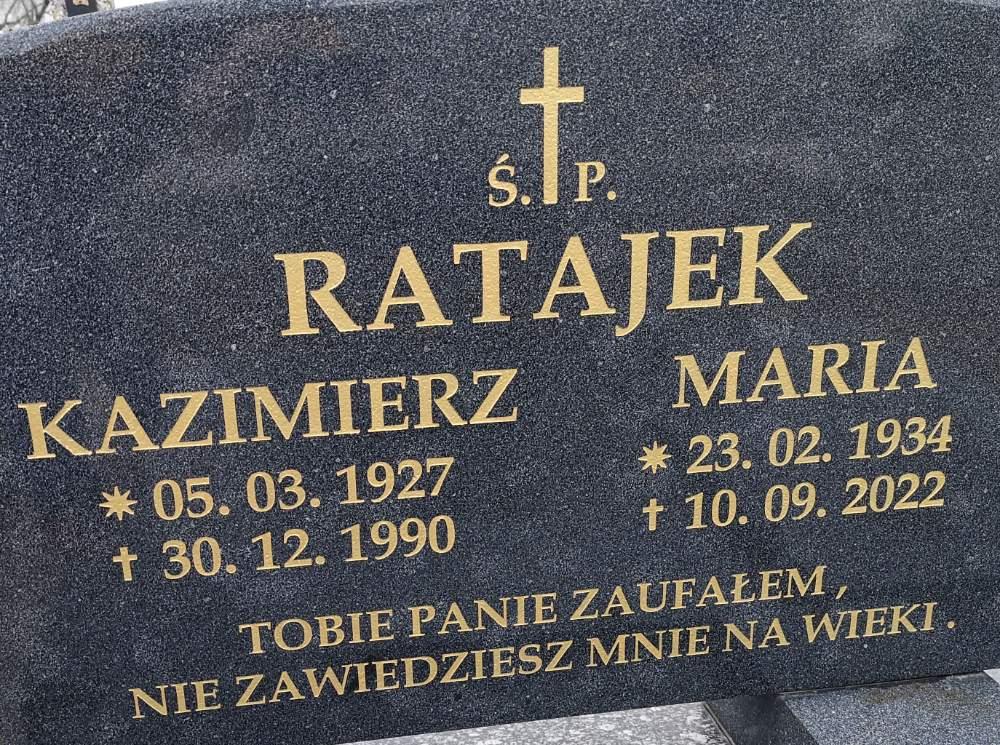 Ś. P.
RATAJEK
KAZIMIERZ
05. 03. 1927
30. 12. 1990
MARIA
23. 02. 1934
10. 09. 2022
TOBIE PANIE ZAUFAŁEM ,
NIE ZAWIEDZIESZ MNIE NA WIEKI .